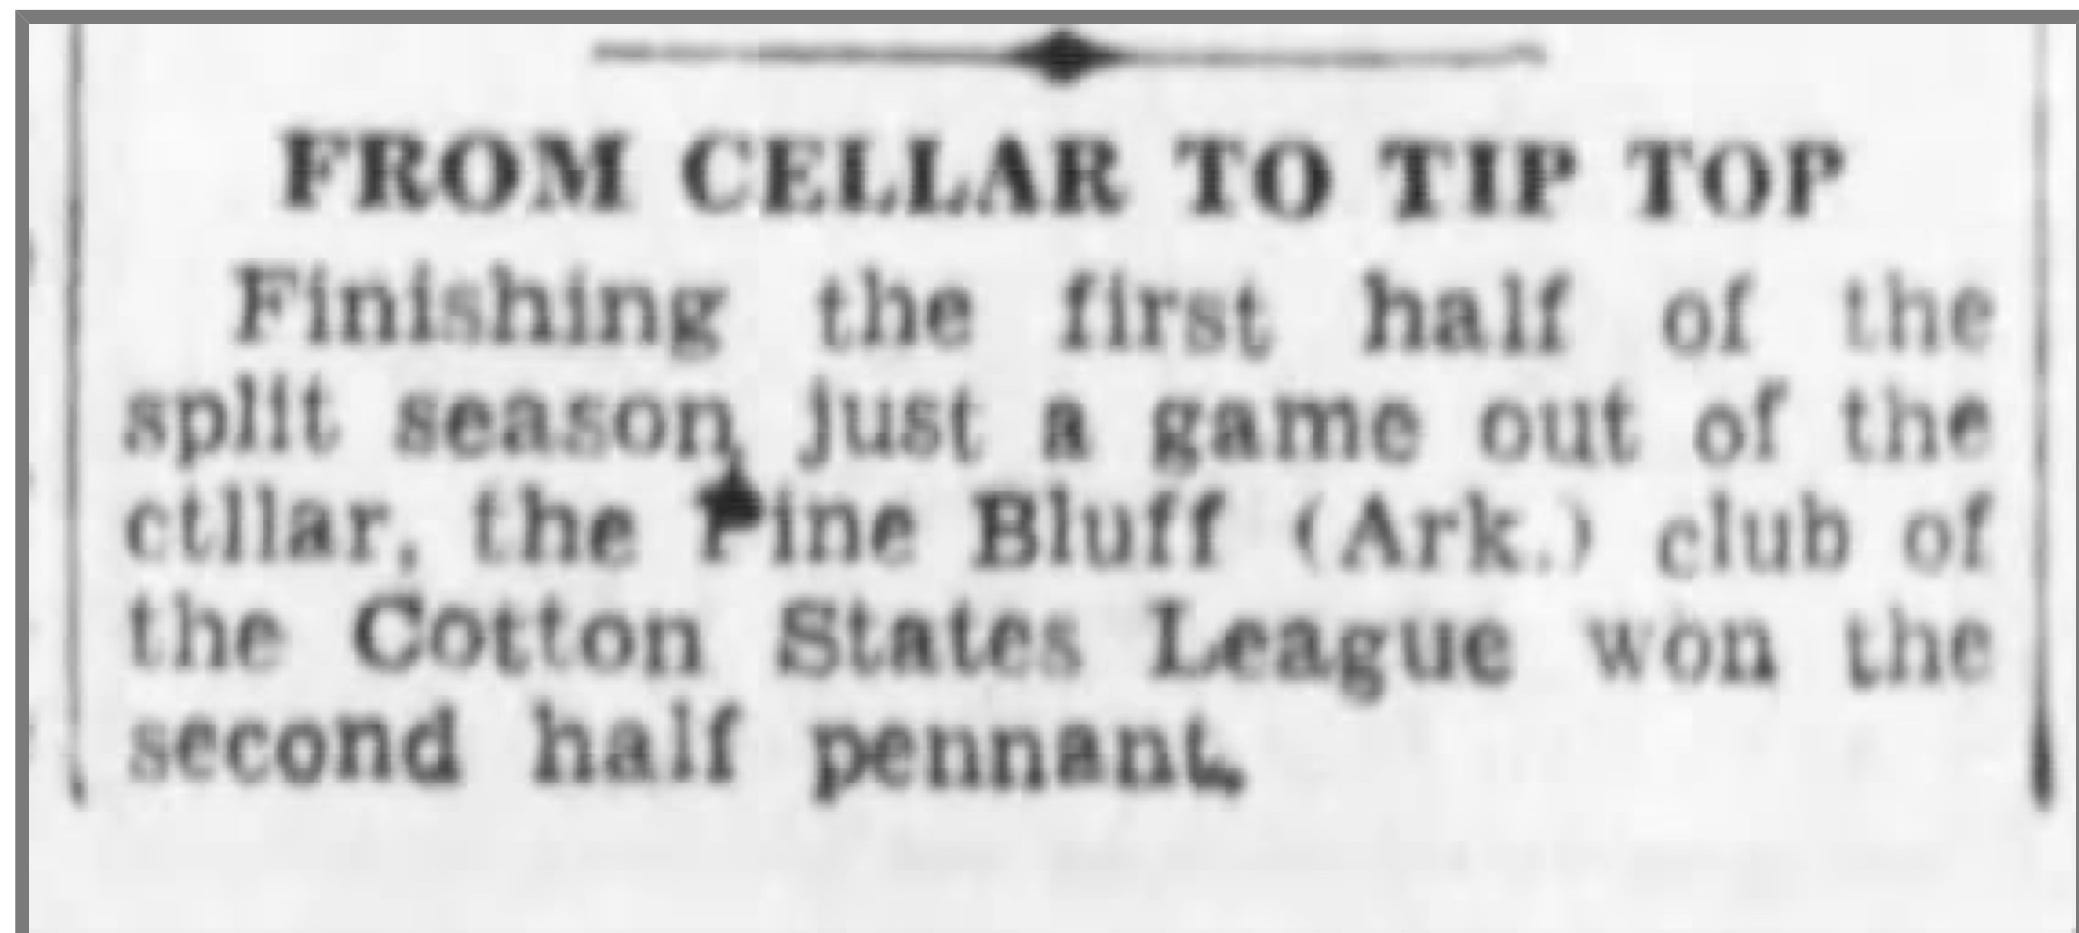 FROM CELLAR TO TIP TOP
Finishing the first half of the
split season, just a game out of the
ctllar, the Pine Bluff (Ark.) club of
the Cotton States League won the
second half pennant.